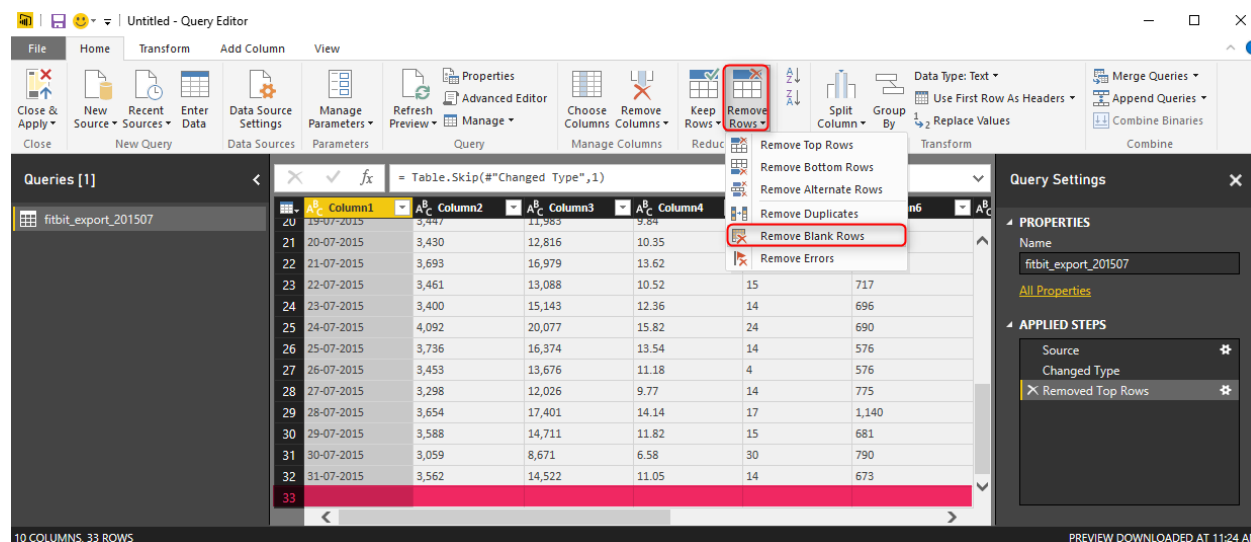 Untitled - Query Editor
File Home Transform Add Column View
Close & Apply
New Source
Recent Sources
Enter Data
Data Source Settings
Manage Parameters
Refresh Preview
Properties
Advanced Editor
Manage
Choose Columns
Remove Columns
Keep Rows
Remove Rows
Split Column
Group By
Data Type: Text
Use First Row As Headers
Replace Values
Merge Queries
Append Queries
Combine Binaries
Close New Query Data Sources Parameters Query Manage Columns Reduc Transform Combine
Remove Top Rows
Remove Bottom Rows
Remove Alternate Rows
Remove Duplicates
Remove Blank Rows
Remove Errors
Queries [1]
fitbit_export_201507
fx = Table.Skip(#"Changed Type",1)
Column1 Column2 Column3 Column4 n6
20 19-07-2015 3,447 11,983 9.84
21 20-07-2015 3,430 12,816 10.35
22 21-07-2015 3,693 16,979 13.62
23 22-07-2015 3,461 13,088 10.52 15 717
24 23-07-2015 3,400 15,143 12.36 14 696
25 24-07-2015 4,092 20,077 15.82 24 690
26 25-07-2015 3,736 16,374 13.54 14 576
27 26-07-2015 3,453 13,676 11.18 4 576
28 27-07-2015 3,298 12,026 9.77 14 775
29 28-07-2015 3,654 17,401 14.14 17 1,140
30 29-07-2015 3,588 14,711 11.82 15 681
31 30-07-2015 3,059 8,671 6.58 30 790
32 31-07-2015 3,562 14,522 11.05 14 673
33
Query Settings
PROPERTIES
Name
fitbit_export_201507
All Properties
APPLIED STEPS
Source
Changed Type
Removed Top Rows
10 COLUMNS, 33 ROWS
PREVIEW DOWNLOADED AT 11:24 A